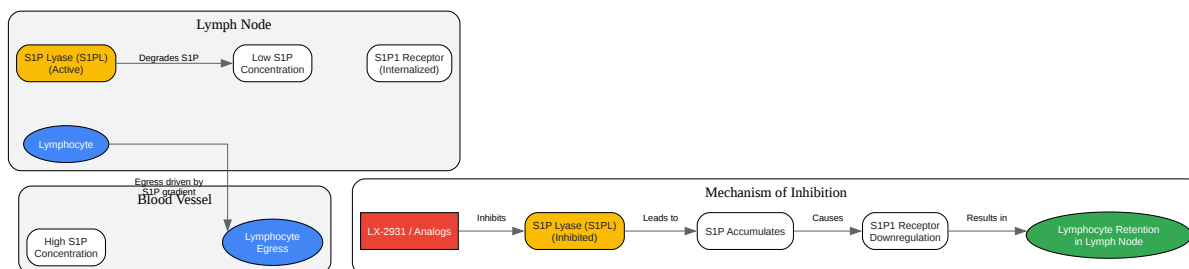 Lymph Node
S1P Lyase (S1PL)
(Active)
Degrades S1P
Low S1P
Concentration
S1P1 Receptor
(Internalized)
Lymphocyte
Egress driven by
S1P gradient
Blood Vessel
High S1P
Concentration
Lymphocyte
Egress
Mechanism of Inhibition
LX-2931 / Analogs
Inhibits
S1P Lyase (S1PL)
(Inhibited)
Leads to
S1P Accumulates
Causes
S1P1 Receptor
Downregulation
Results in
Lymphocyte Retention
in Lymph Node